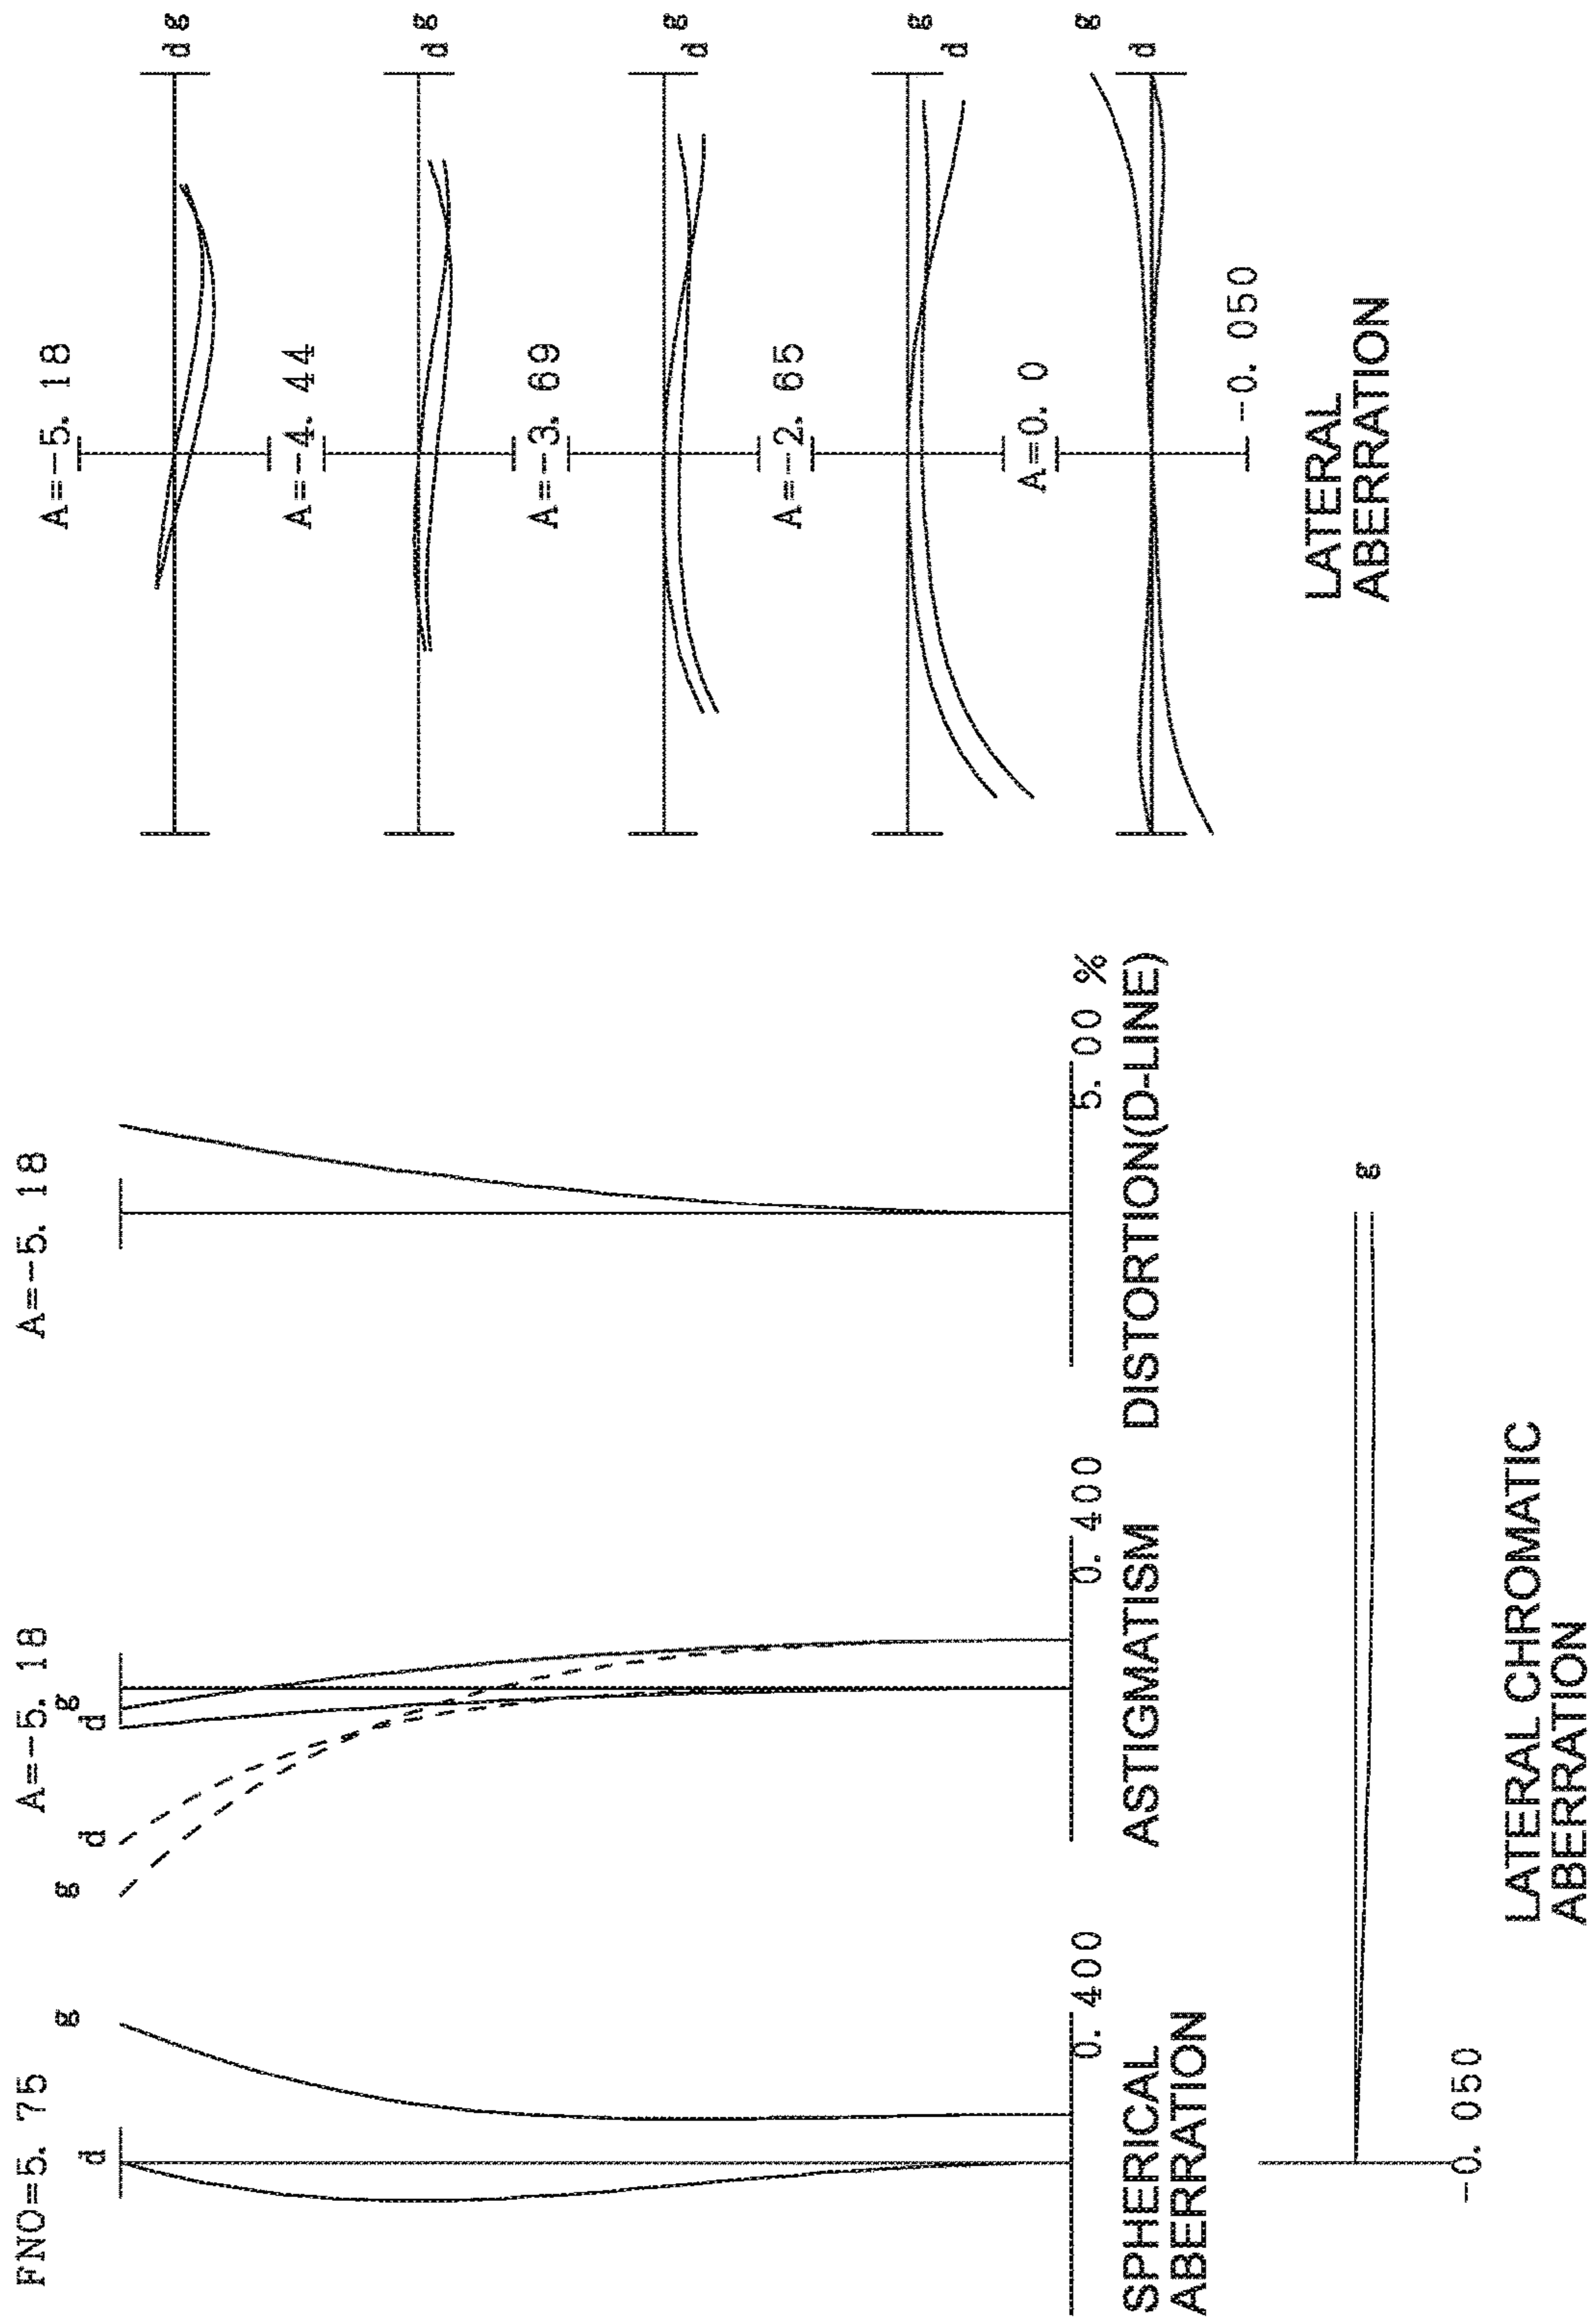 FNO=5. 75
d
g
0. 400
SPHERICAL
ABERRATION
A=-5. 18
g
d
d
g
0. 400
ASTIGMATISM
A=-5. 18
5. 00 %
DISTORTION(D-LINE)
g
-0. 050
LATERAL CHROMATIC
ABERRATION
A=-5. 18
d g
A=-4. 44
d g
A=-3. 69
d g
A=-2. 65
d g
A=0. 0
d g
-0. 050
LATERAL
ABERRATION